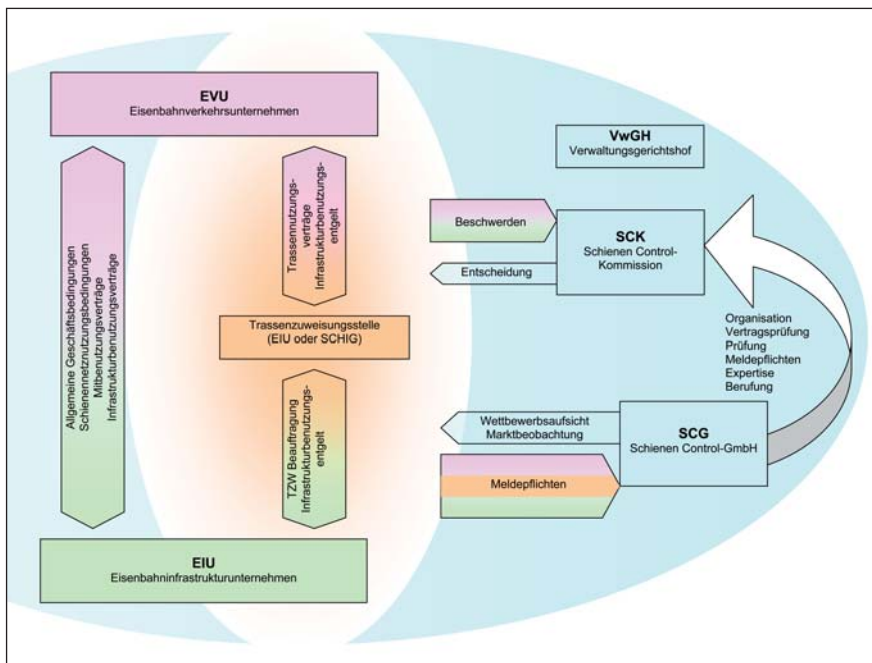 EVU
Eisenbahnverkehrsunternehmen
Allgemeine Geschäftsbedingungen
Schienennetznutzungsbedingungen
Mitbenutzungsverträge
Infrastrukturbenutzungsverträge
Trassennutzungs-
verträge
Infrastrukturbenutzungs-
entgelt
Trassenzuweisungsstelle
(EIU oder SCHIG)
TZW Beauftragung
Infrastrukturbenutzungs-
entgelt
EIU
Eisenbahninfrastrukturunternehmen
VwGH
Verwaltungsgerichtshof
Beschwerden
SCK
Schienen Control-
Kommission
Entscheidung
Organisation
Vertragsprüfung
Prüfung
Meldepflichten
Expertise
Berufung
Wettbewerbsaufsicht
Marktbeobachtung
SCG
Schienen Control-GmbH
Meldepflichten